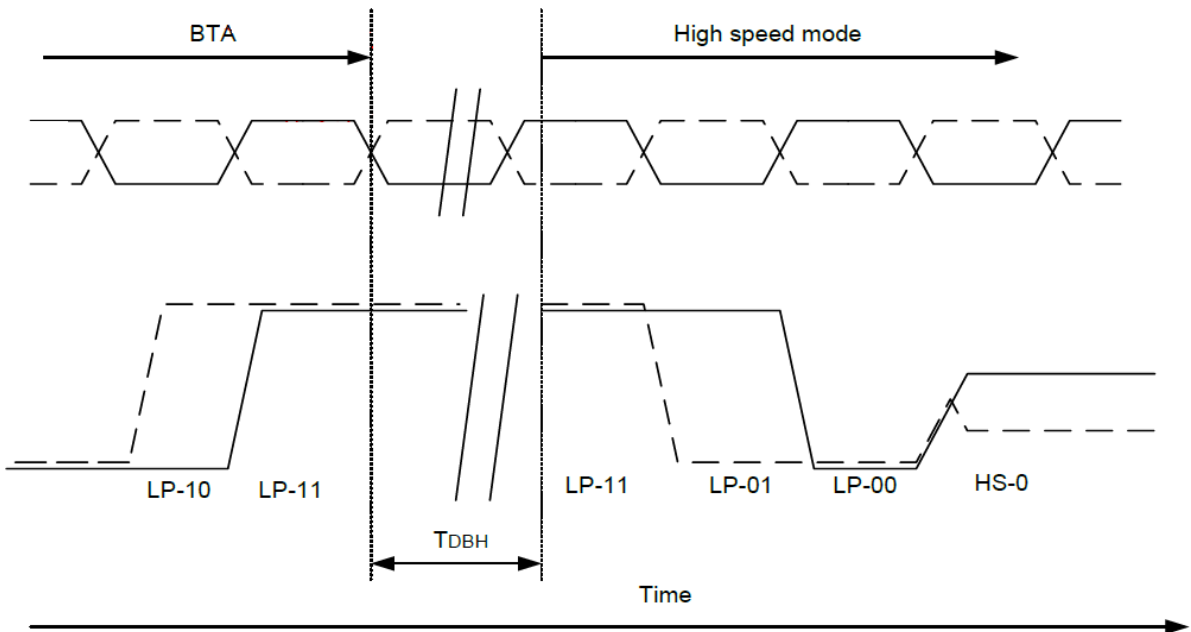 BTA
High speed mode
LP-10
LP-11
LP-11
LP-01
LP-00
HS-0
TDBH
Time